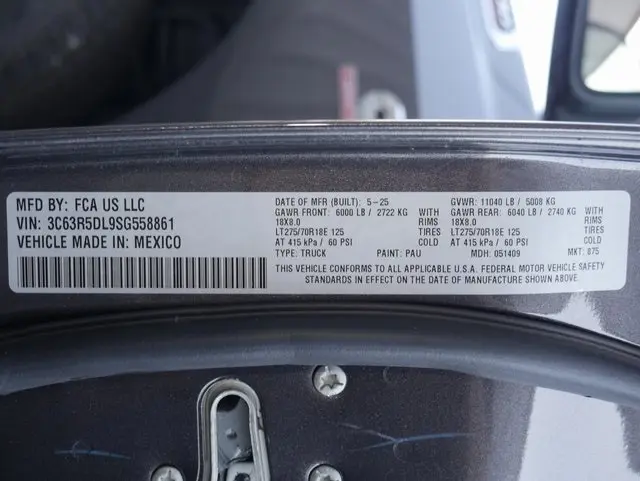 MFD BY: FCA US LLC
VIN: 3C63R5DL9SG558861
VEHICLE MADE IN: MEXICO
DATE OF MFR (BUILT): 5-25 GVWR: 11040 LB / 5008 KG
GAWR FRONT: 6000 LB / 2722 KG WITH GAWR REAR: 6040 LB / 2740 KG WITH
18X8.0 RIMS 18X8.0 RIMS
LT275/70R18E 125 TIRES LT275/70R18E 125 TIRES
AT 415 kPa / 60 PSI COLD AT 415 kPa / 60 PSI COLD
TYPE: TRUCK PAINT: PAU MDH: 051409 MKT: 875
THIS VEHICLE CONFORMS TO ALL APPLICABLE U.S.A. FEDERAL MOTOR VEHICLE SAFETY
STANDARDS IN EFFECT ON THE DATE OF MANUFACTURE SHOWN ABOVE.